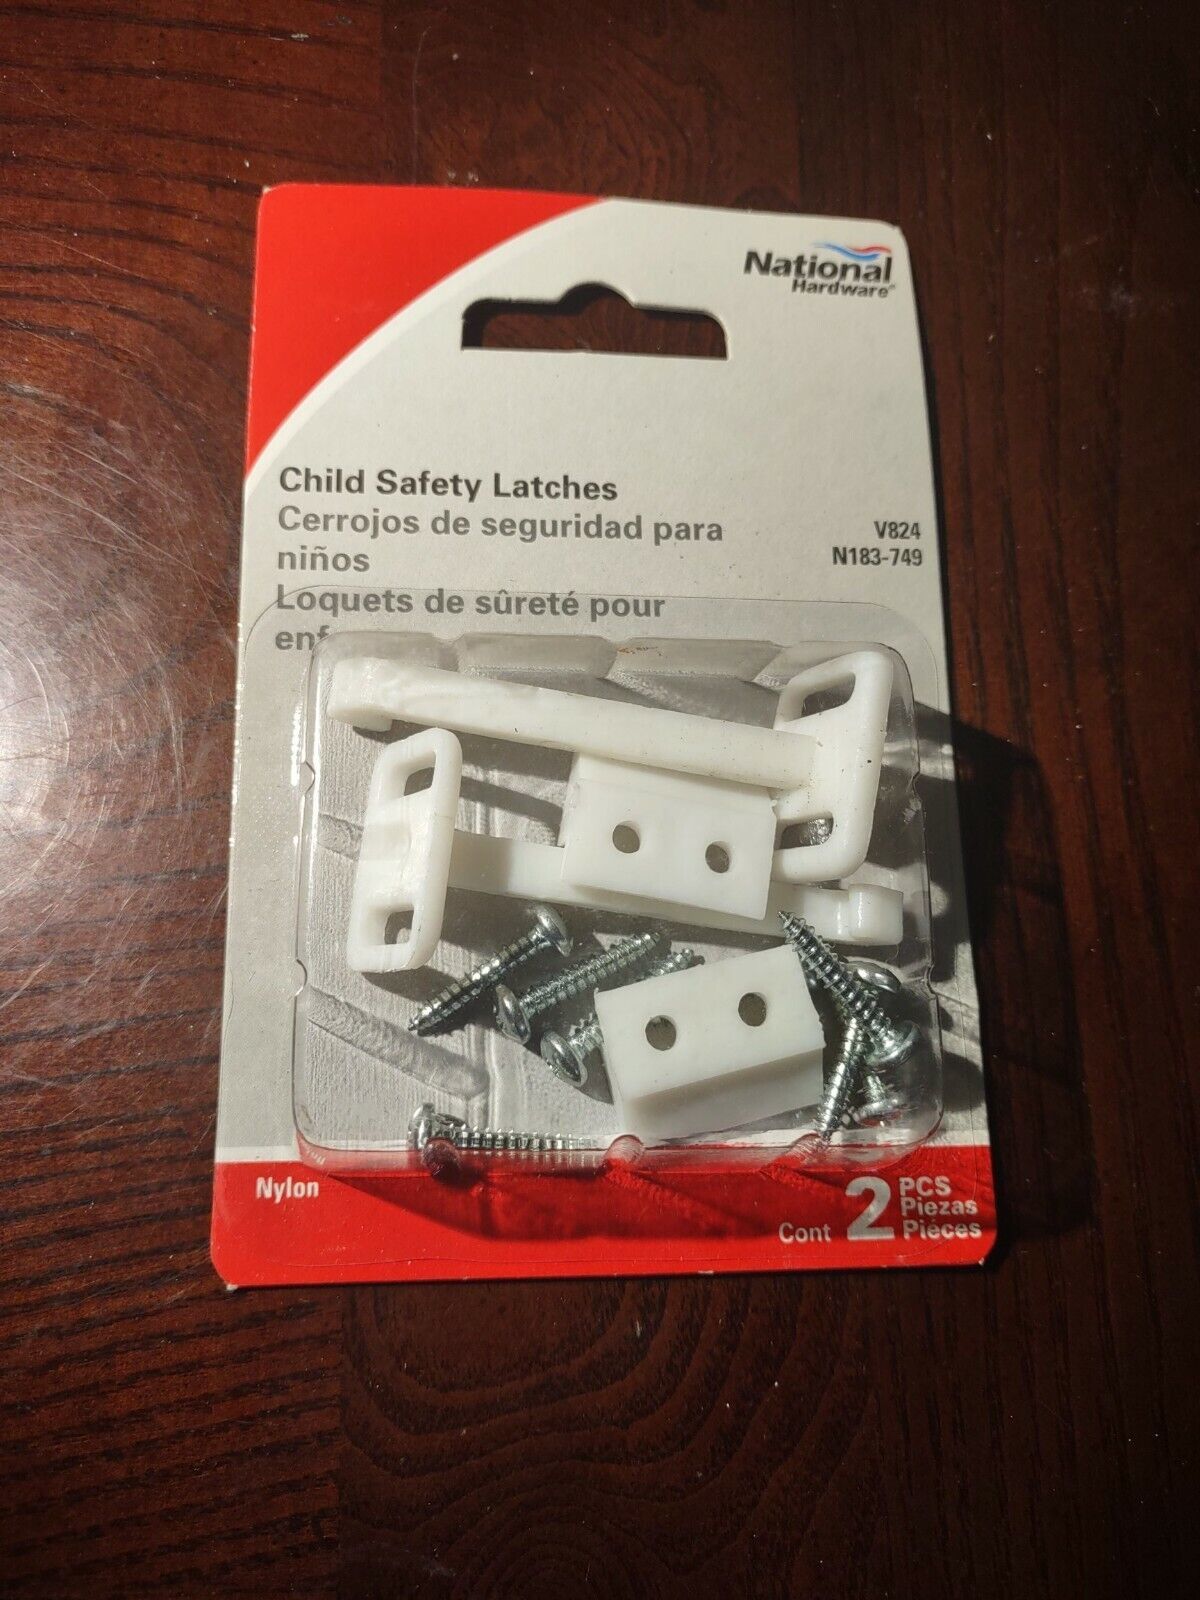 National
Hardware
Child Safety Latches
Cerrojos de seguridad para
niños
Loquets de sûreté pour
V824
N183-749
Nylon
Cont 2 PCS
Piezas
Pièces